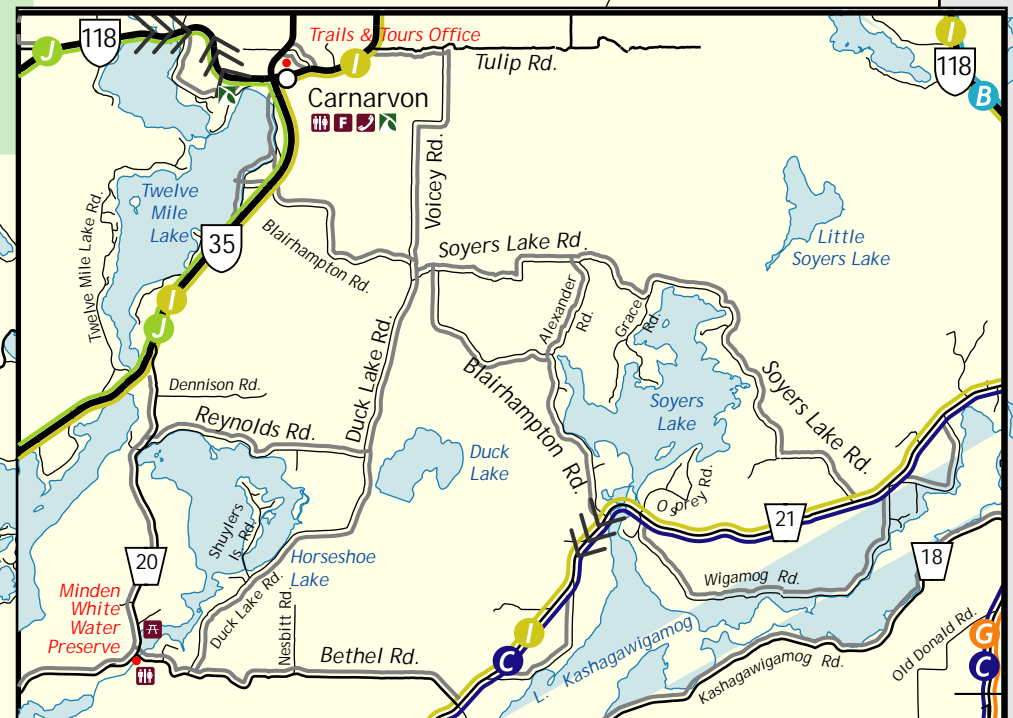 118
J
Trails & Tours Office
I
Tulip Rd.
I
118
B
Carnarvon
F
Voicey Rd.
Twelve
Mile
Lake
Twelve Mile Lake Rd.
35
Blairhampton Rd.
Soyers Lake Rd.
Little
Soyers Lake
I
J
Alexander
Rd.
Grace
Rd.
Duck Lake Rd.
Dennison Rd.
Reynolds Rd.
Blairhampton Rd.
Soyers
Lake
Soyers Lake Rd.
Duck
Lake
Osprey Rd.
21
Shuylers
Is. Rd.
20
Horseshoe
Lake
18
Wigamog Rd.
Minden
White
Water
Preserve
Duck Lake Rd.
Nesbitt Rd.
Bethel Rd.
I
C
L. Kashagawigamog
Kashagawigamog Rd.
Old Donald Rd.
G
C